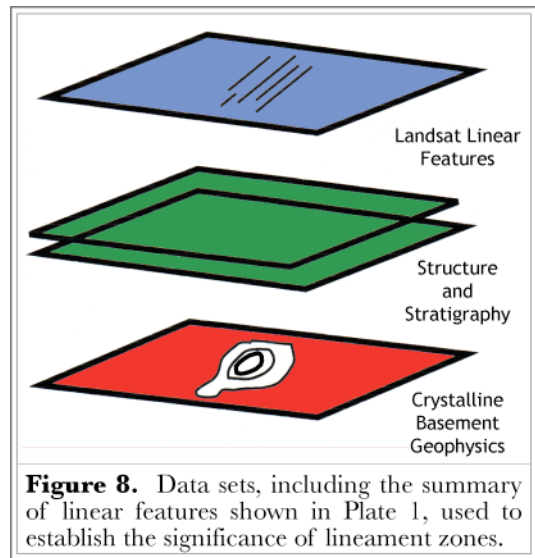 Landsat Linear
Features
Structure
and
Stratigraphy
Crystalline
Basement
Geophysics
Figure 8. Data sets, including the summary
of linear features shown in Plate 1, used to
establish the significance of lineament zones.